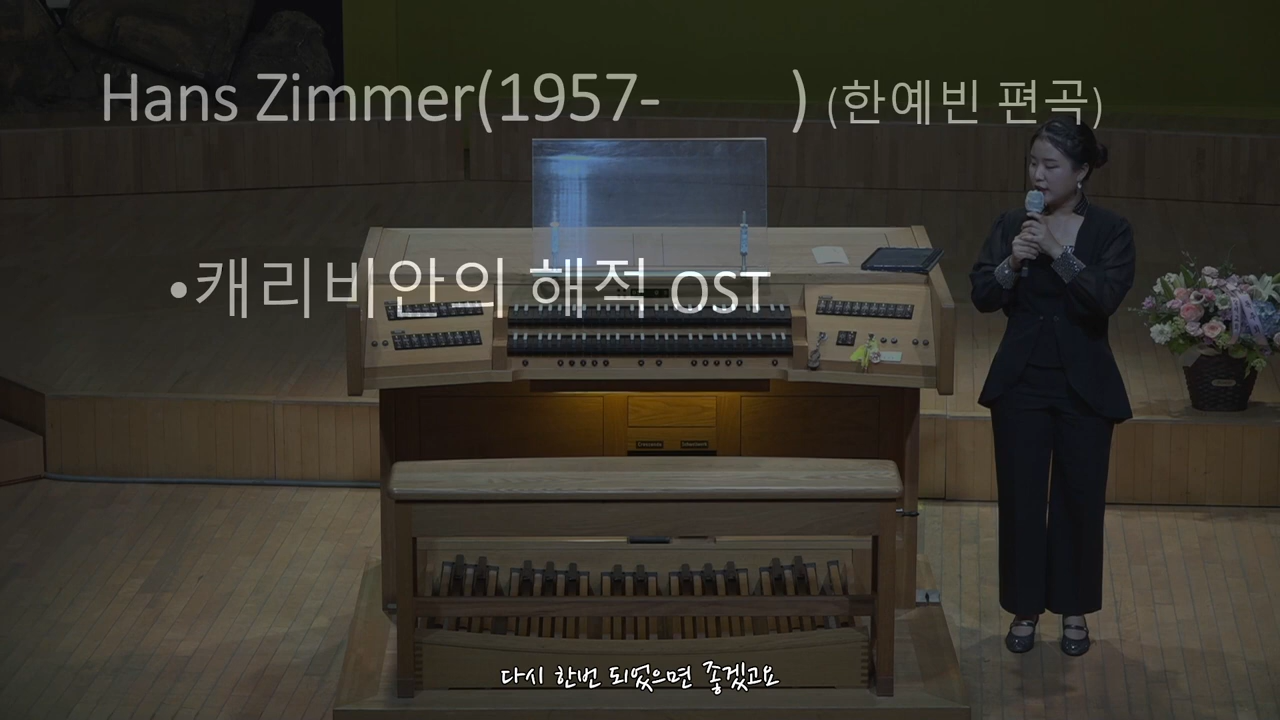 Hans Zimmer(1957- ) (한예빈 편곡)
•캐리비안의 해적 OST
다시 한번 되었으면 좋겠고요